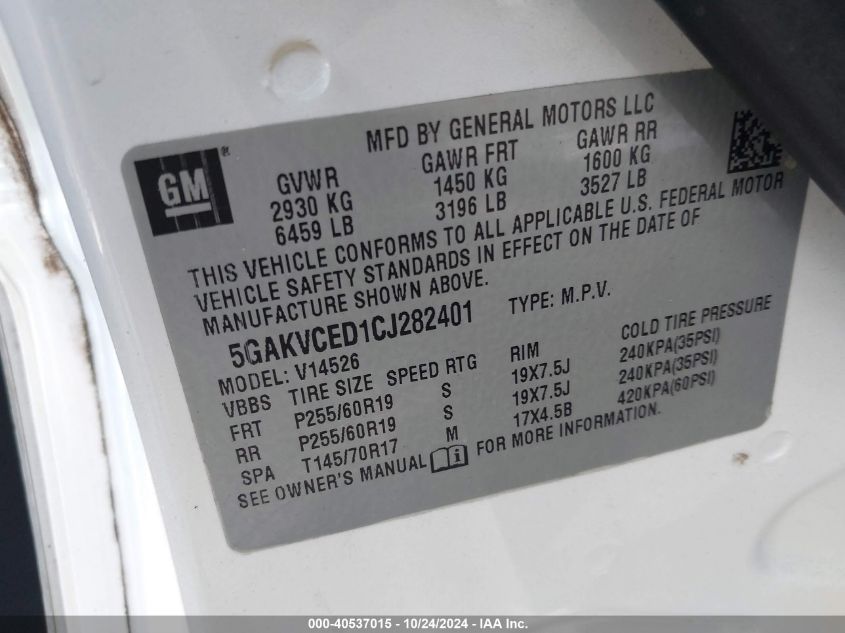 MFD BY GENERAL MOTORS LLC
GM®
GVWR GAWR FRT GAWR RR
2930 KG 1450 KG 1600 KG
6459 LB 3196 LB 3527 LB
THIS VEHICLE CONFORMS TO ALL APPLICABLE U.S. FEDERAL MOTOR
VEHICLE SAFETY STANDARDS IN EFFECT ON THE DATE OF
MANUFACTURE SHOWN ABOVE.
5GAKVCED1CJ282401 TYPE: M.P.V.
MODEL: V14526
VBBS TIRE SIZE SPEED RTG RIM COLD TIRE PRESSURE
FRT P255/60R19 S 19X7.5J 240KPA(35PSI)
RR P255/60R19 S 19X7.5J 240KPA(35PSI)
SPA T145/70R17 M 17X4.5B 420KPA(60PSI)
SEE OWNER'S MANUAL FOR MORE INFORMATION.
000-40537015 - 10/24/2024 - IAA Inc.